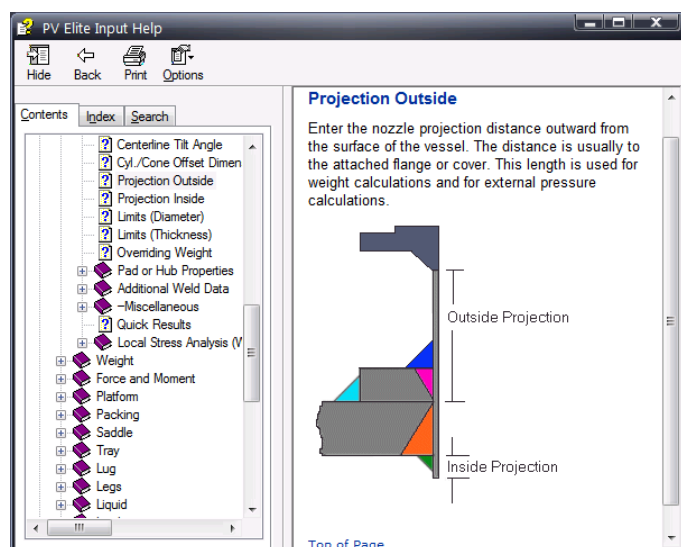 PV Elite Input Help
Hide
Back
Print
Options
Contents
Index
Search
Centerline Tilt Angle
Cyl./Cone Offset Dimen
Projection Outside
Projection Inside
Limits (Diameter)
Limits (Thickness)
Overriding Weight
Pad or Hub Properties
Additional Weld Data
–Miscellaneous
Quick Results
Local Stress Analysis (W
Weight
Force and Moment
Platform
Packing
Saddle
Tray
Lug
Legs
Liquid
Projection Outside
Enter the nozzle projection distance outward from
the surface of the vessel. The distance is usually to
the attached flange or cover. This length is used for
weight calculations and for external pressure
calculations.
Outside Projection
Inside Projection
Top of Page